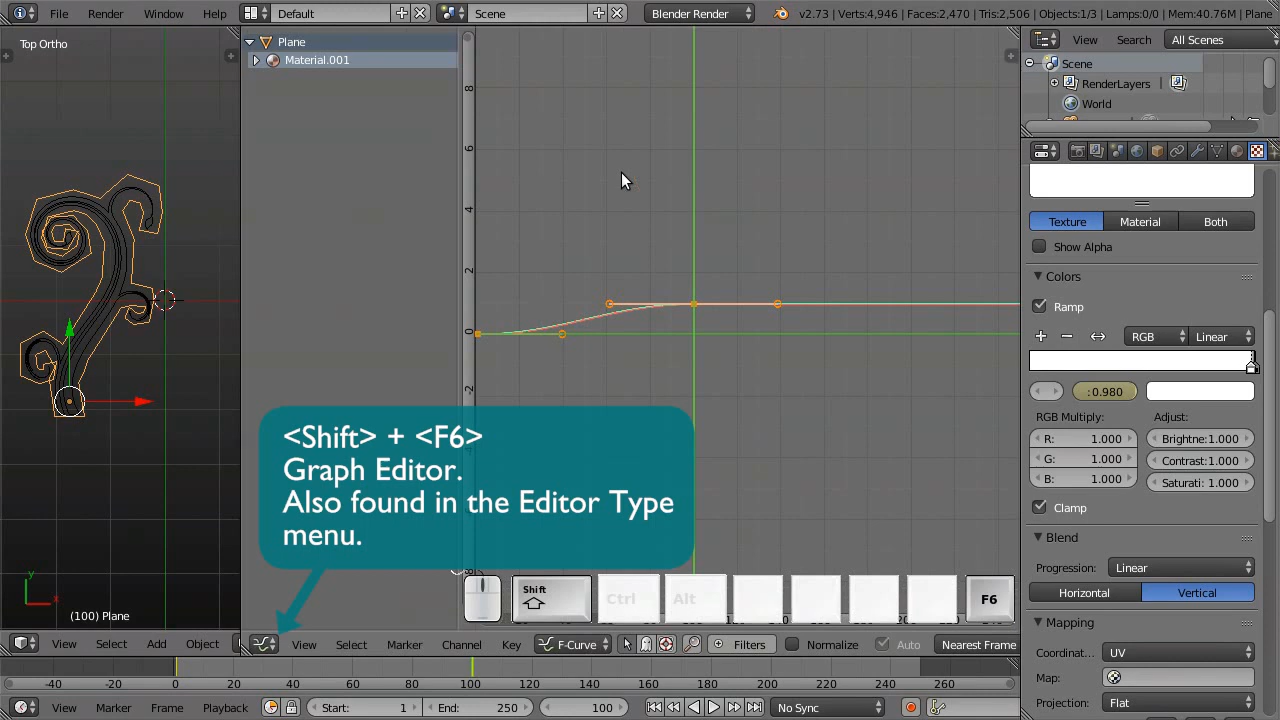 File
Render
Window
Help
Default
Scene
Blender Render
v2.73 | Verts:4,946 | Faces:2,470 | Tris:2,506 | Objects:1/3 | Lamps:0/0 | Mem:40.76M | Plane
Top Ortho
Plane
Material.001
View
Search
All Scenes
Scene
RenderLayers
World
8
6
4
2
0
-2
Texture
Material
Both
Show Alpha
Colors
Ramp
RGB
Linear
:0.980
RGB Multiply:
Adjust:
R: 1.000
Brightne:1.000
G: 1.000
Contrast:1.000
B: 1.000
Saturati: 1.000
Clamp
Blend
Progression:
Linear
Horizontal
Vertical
Mapping
Coordinat...
UV
Map:
Projection:
Flat
<Shift> + <F6>
Graph Editor.
Also found in the Editor Type
menu.
Shift
Ctrl
Alt
F6
y
x
(100) Plane
View
Select
Add
Object
View
Select
Marker
Channel
Key
F-Curve
Filters
Normalize
Auto
Nearest Frame
-40
-20
0
20
40
60
80
100
120
140
160
180
200
220
240
260
View
Marker
Frame
Playback
Start: 1
End: 250
100
No Sync